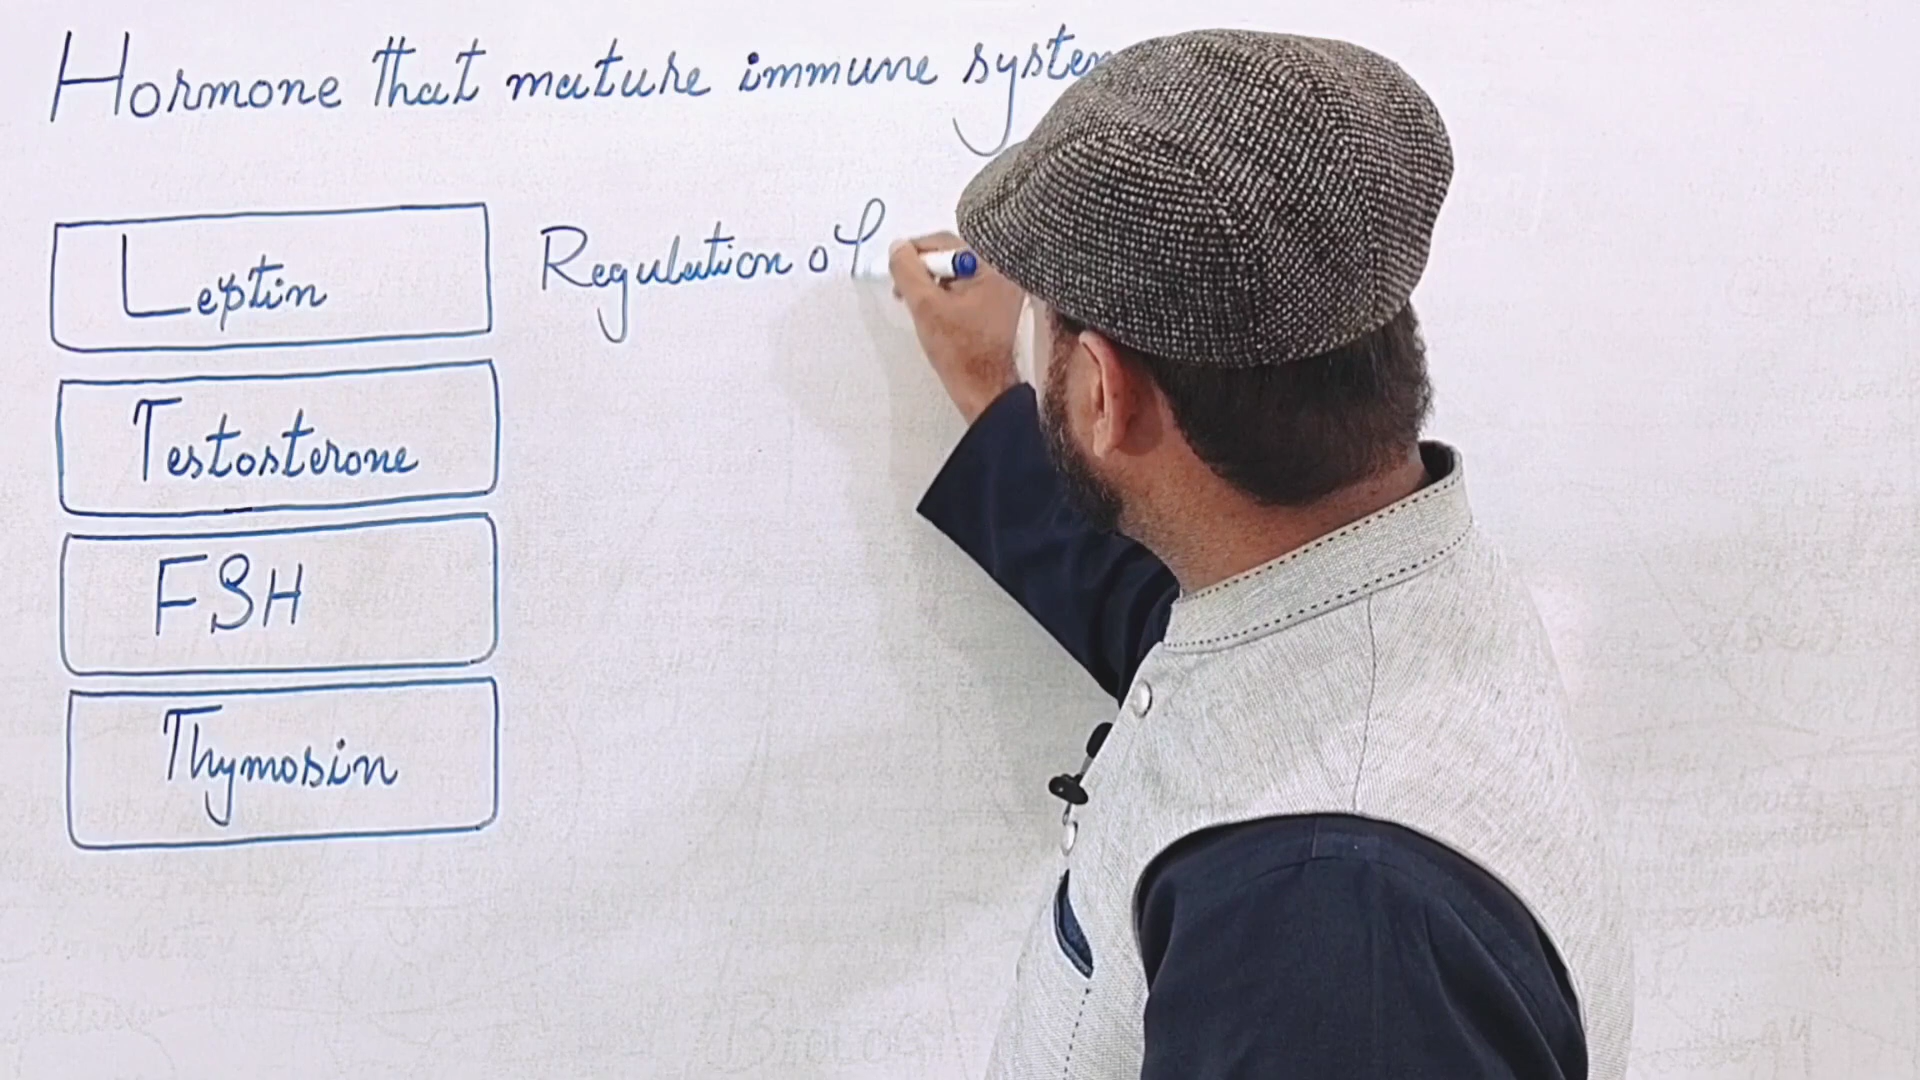 Hormone that mature immune system
Leptin
Regulation of
Testosterone
FSH
Thymosin